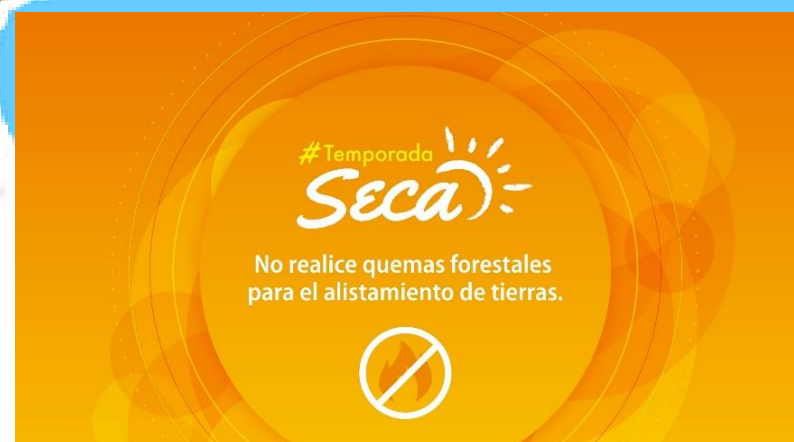 #Temporada
Seca
No realice quemas forestales
para el alistamiento de tierras.